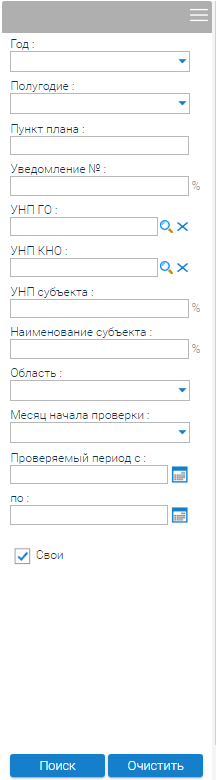 Год :
Полугодие :
Пункт плана :
Уведомление № :
%
УНП ГО :
УНП КНО :
УНП субъекта :
%
Наименование субъекта :
%
Область :
Месяц начала проверки :
Проверяемый период с :
по :
Свои
Поиск Очистить